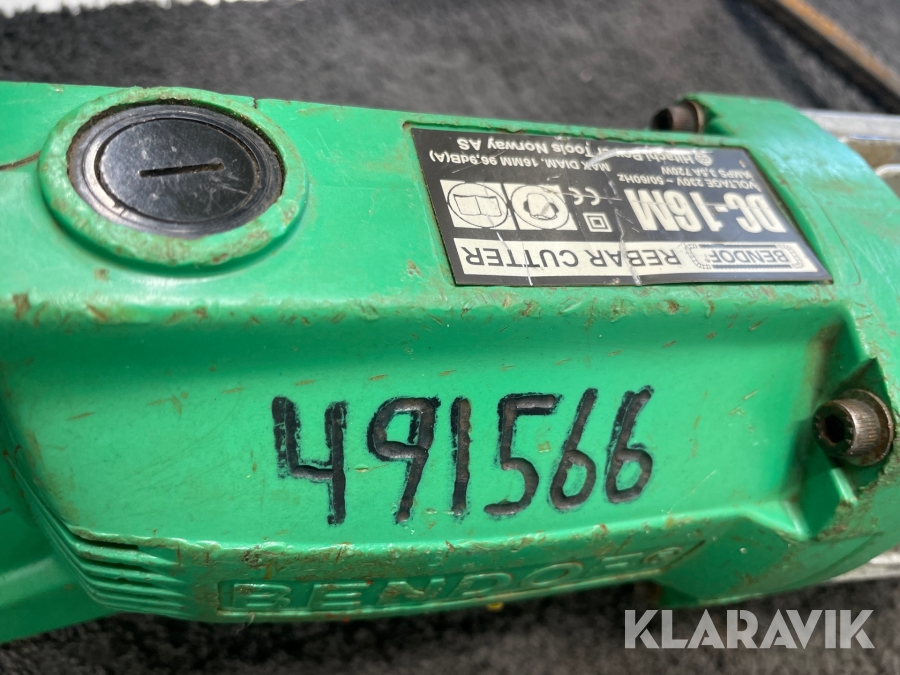 BENDOF REBAR CUTTER
DC-16M
VOLTAGE 230V ~ 50/60Hz
AMPS 3.5A 720W
MAX DIAM. 16MM 96,9dB(A)
Hitachi Power Tools Norway AS
491566
BENDOF®
KLARAVIK